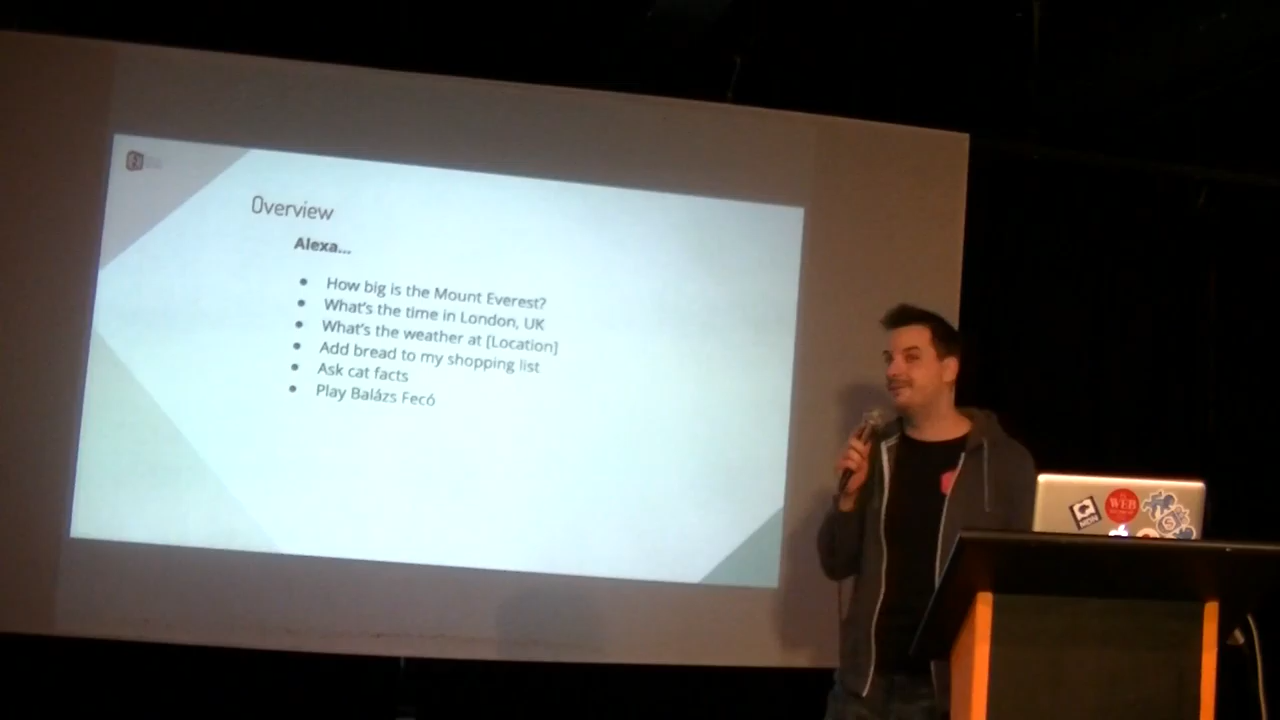 Overview
Alexa...
How big is the Mount Everest?
What's the time in London, UK
What's the weather at [Location]
Add bread to my shopping list
Ask cat facts
Play Balázs Fecó
WEB